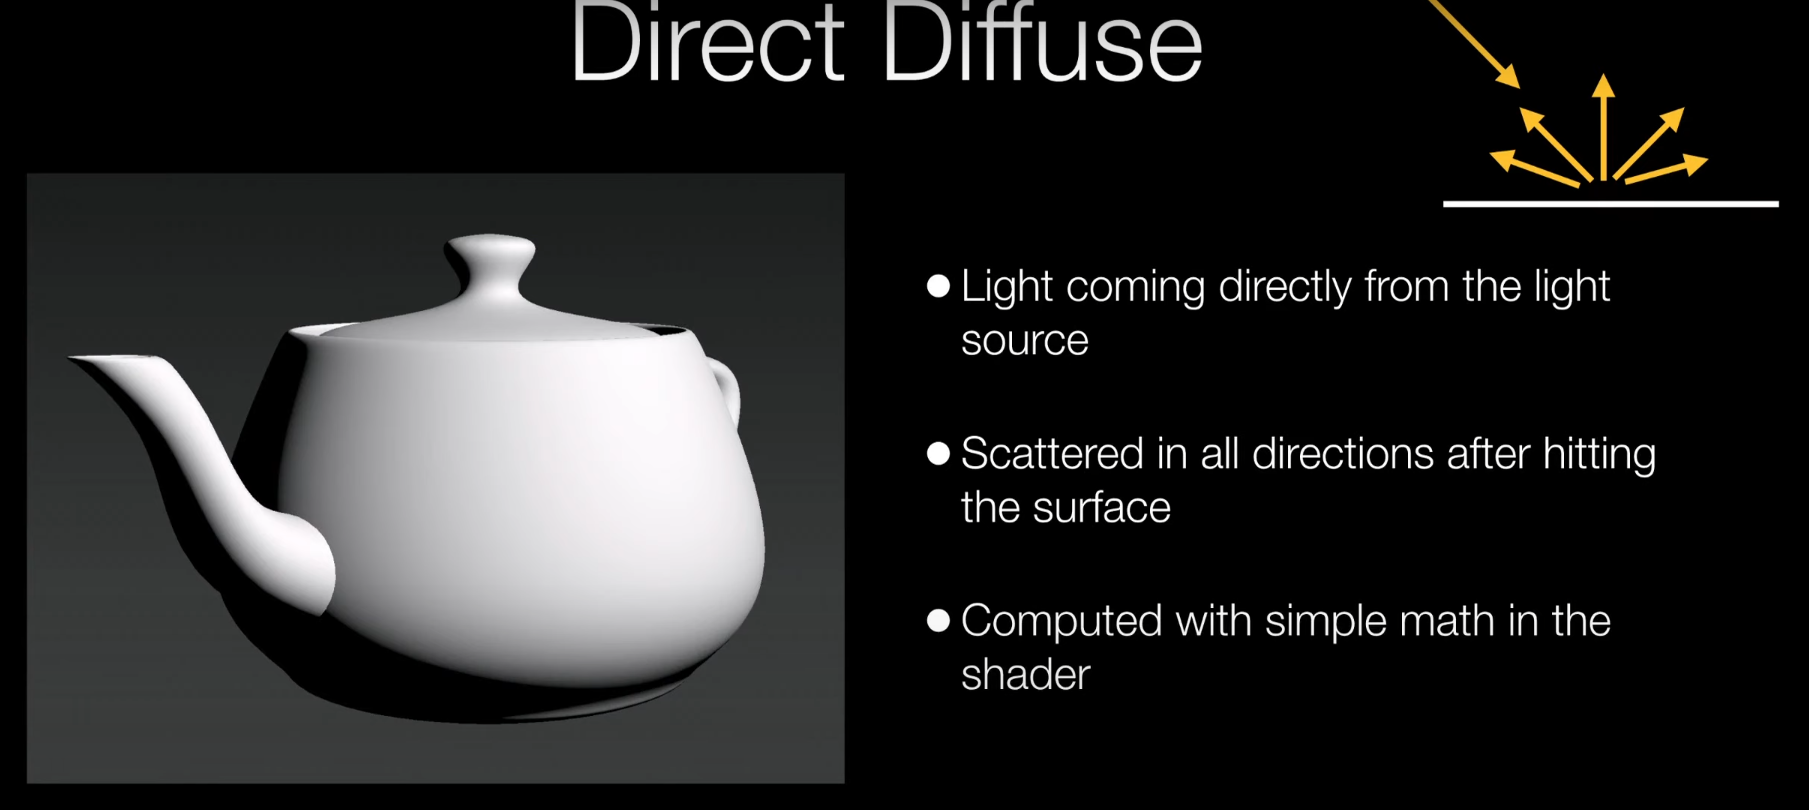 Direct Diffuse
● Light coming directly from the light
source
● Scattered in all directions after hitting
the surface
● Computed with simple math in the
shader